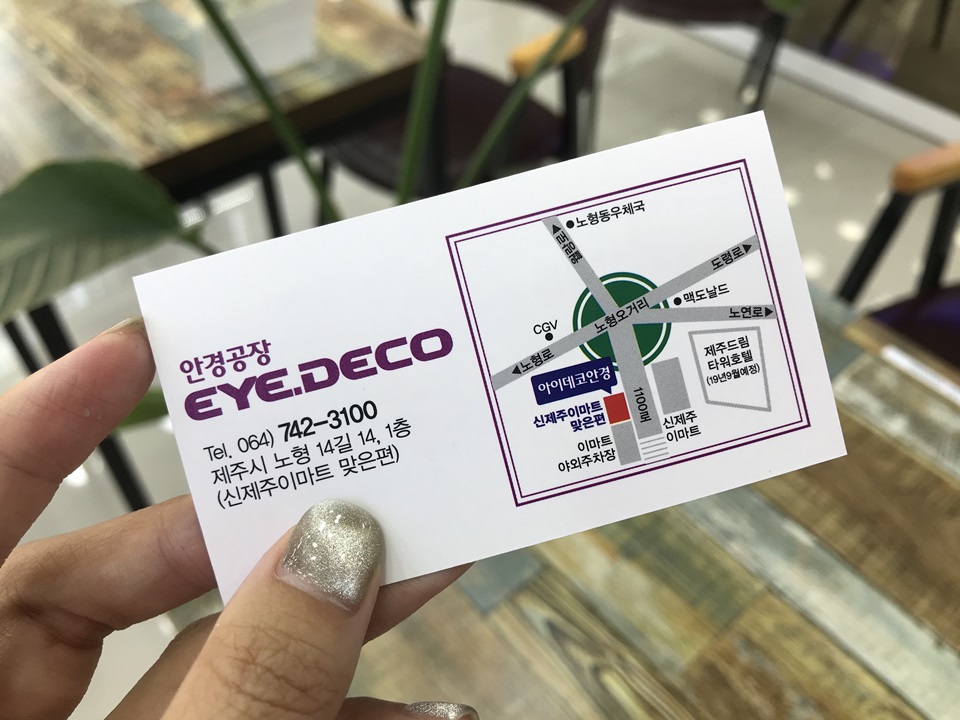 안경공장
EYE.DECO
Tel. 064) 742-3100
제주시 노형 14길 14, 1층
(신제주이마트 맞은편)
노형동우체국
도령로▶
맥도날드
노형오거리
노연로▶
CGV
◀노형로
제주드림
타워호텔
(19년9월예정)
아이데코안경
신제주이마트
맞은편
1100로
신제주
이마트
이마트
야외주차장